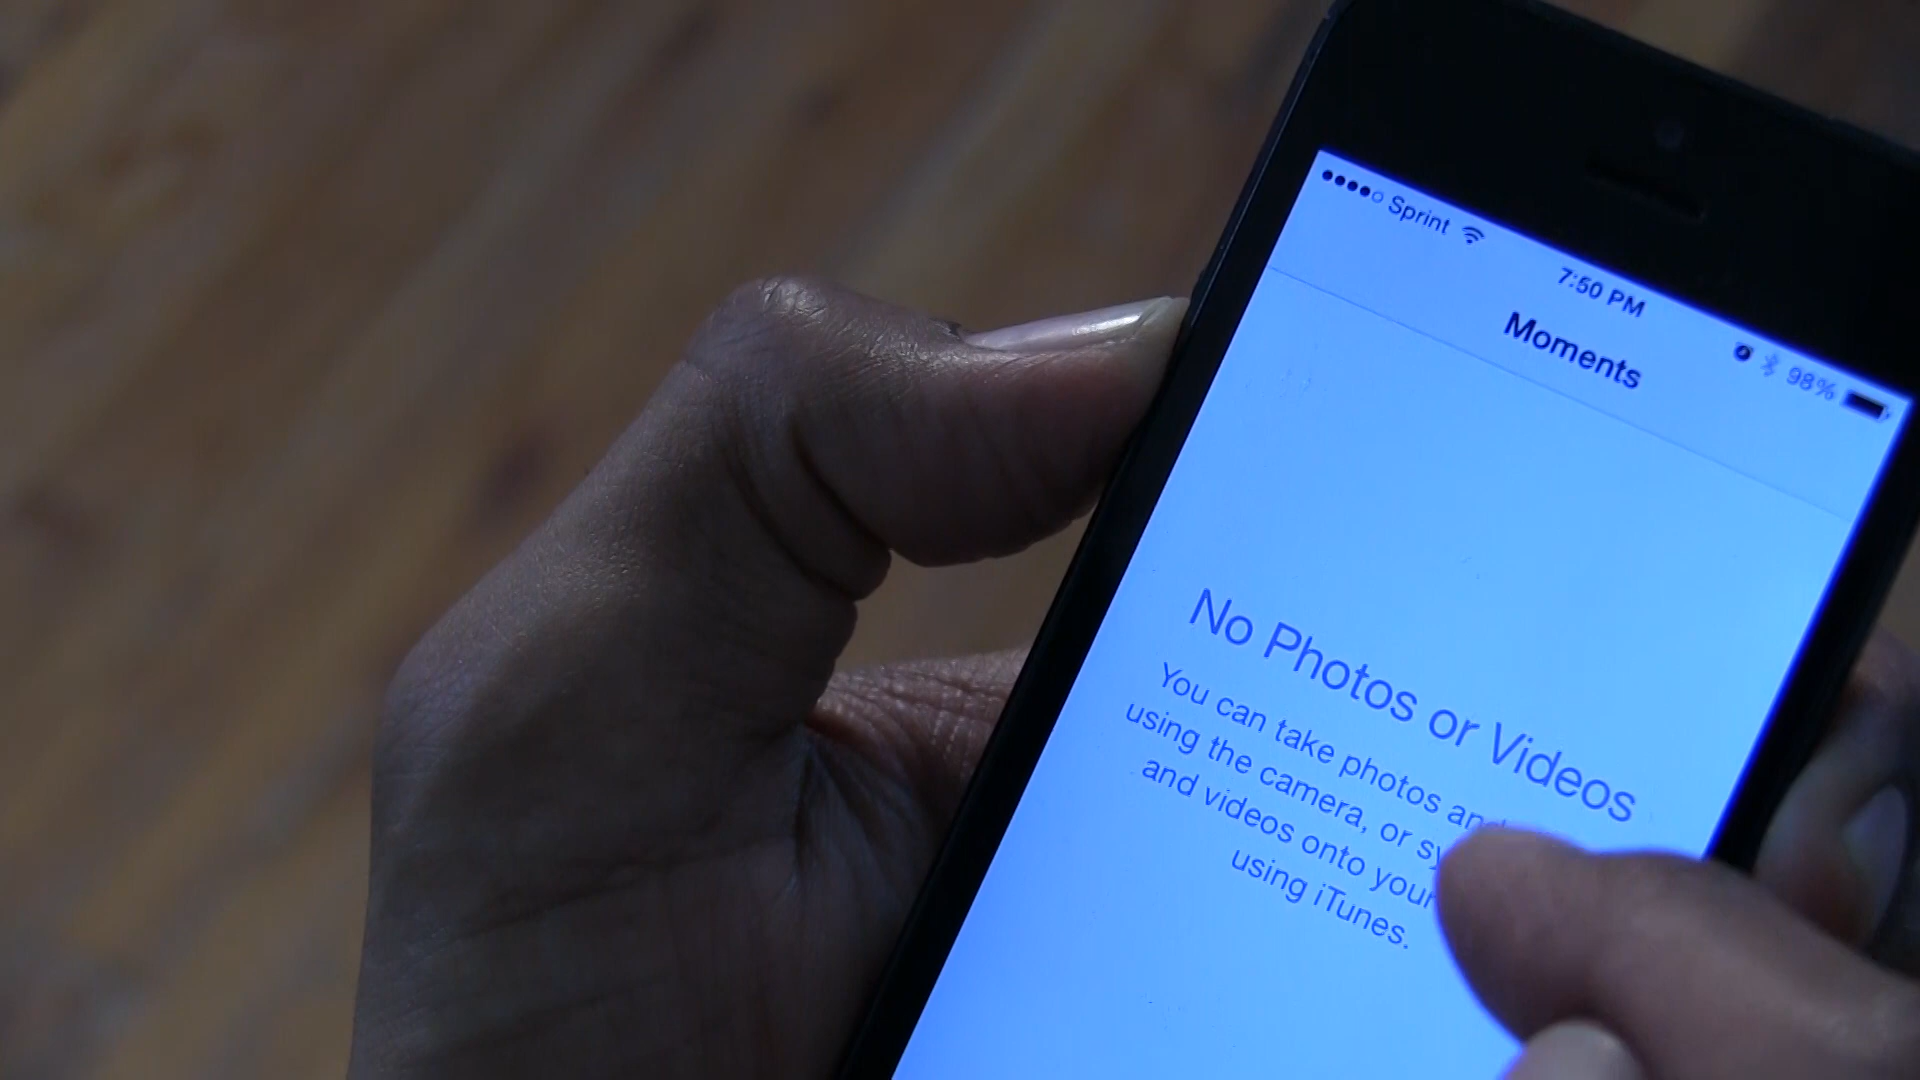 Sprint
7:50 PM
98%
Moments
No Photos or Videos
You can take photos and
using the camera, or
and videos onto your
using iTunes.